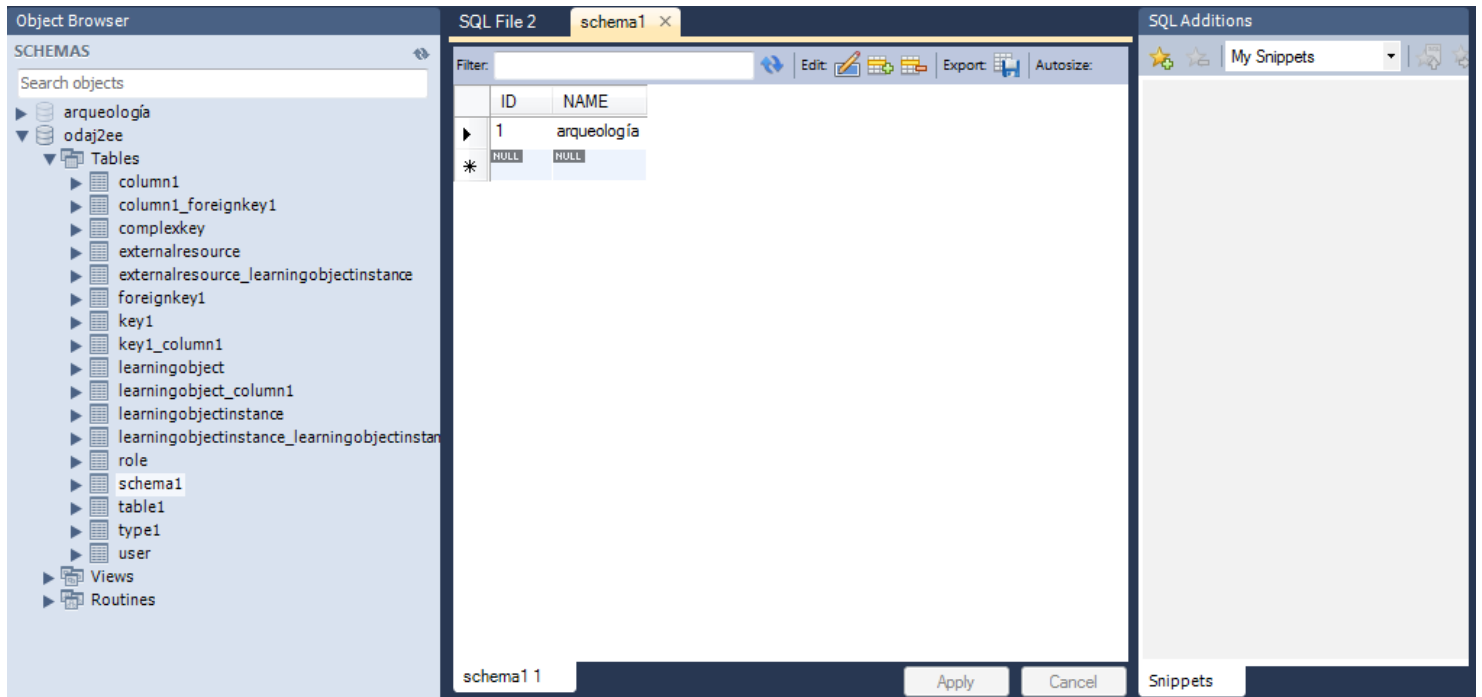 Object Browser
SCHEMAS
Search objects
arqueología
odaj2ee
Tables
column1
column1_foreignkey1
complexkey
externalresource
externalresource_learningobjectinstance
foreignkey1
key1
key1_column1
learningobject
learningobject_column1
learningobjectinstance
learningobjectinstance_learningobjectinstan
role
schema1
table1
type1
user
Views
Routines
SQL File 2 schema1
Filter: Edit: Export: Autosize:
ID NAME
1 arqueología
NULL NULL
schema1 1
Apply Cancel
SQL Additions
My Snippets
Snippets